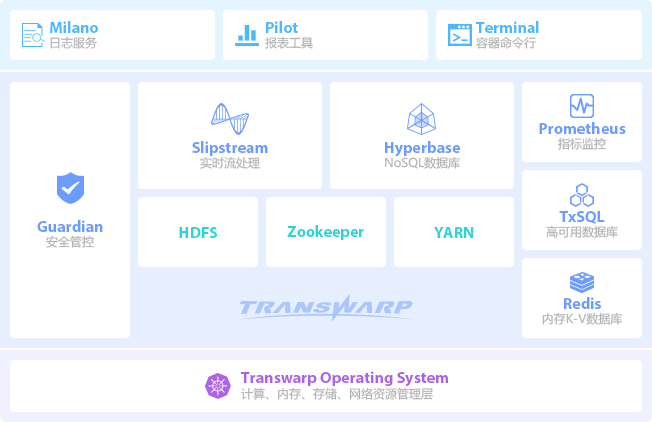 Milano
日志服务
Pilot
报表工具
Terminal
容器命令行
Guardian
安全管控
Slipstream
实时流处理
Hyperbase
NoSQL数据库
HDFS
Zookeeper
YARN
TRANSWARP
Prometheus
指标监控
TxSQL
高可用数据库
Redis
内存K-V数据库
Transwarp Operating System
计算、内存、存储、网络资源管理层